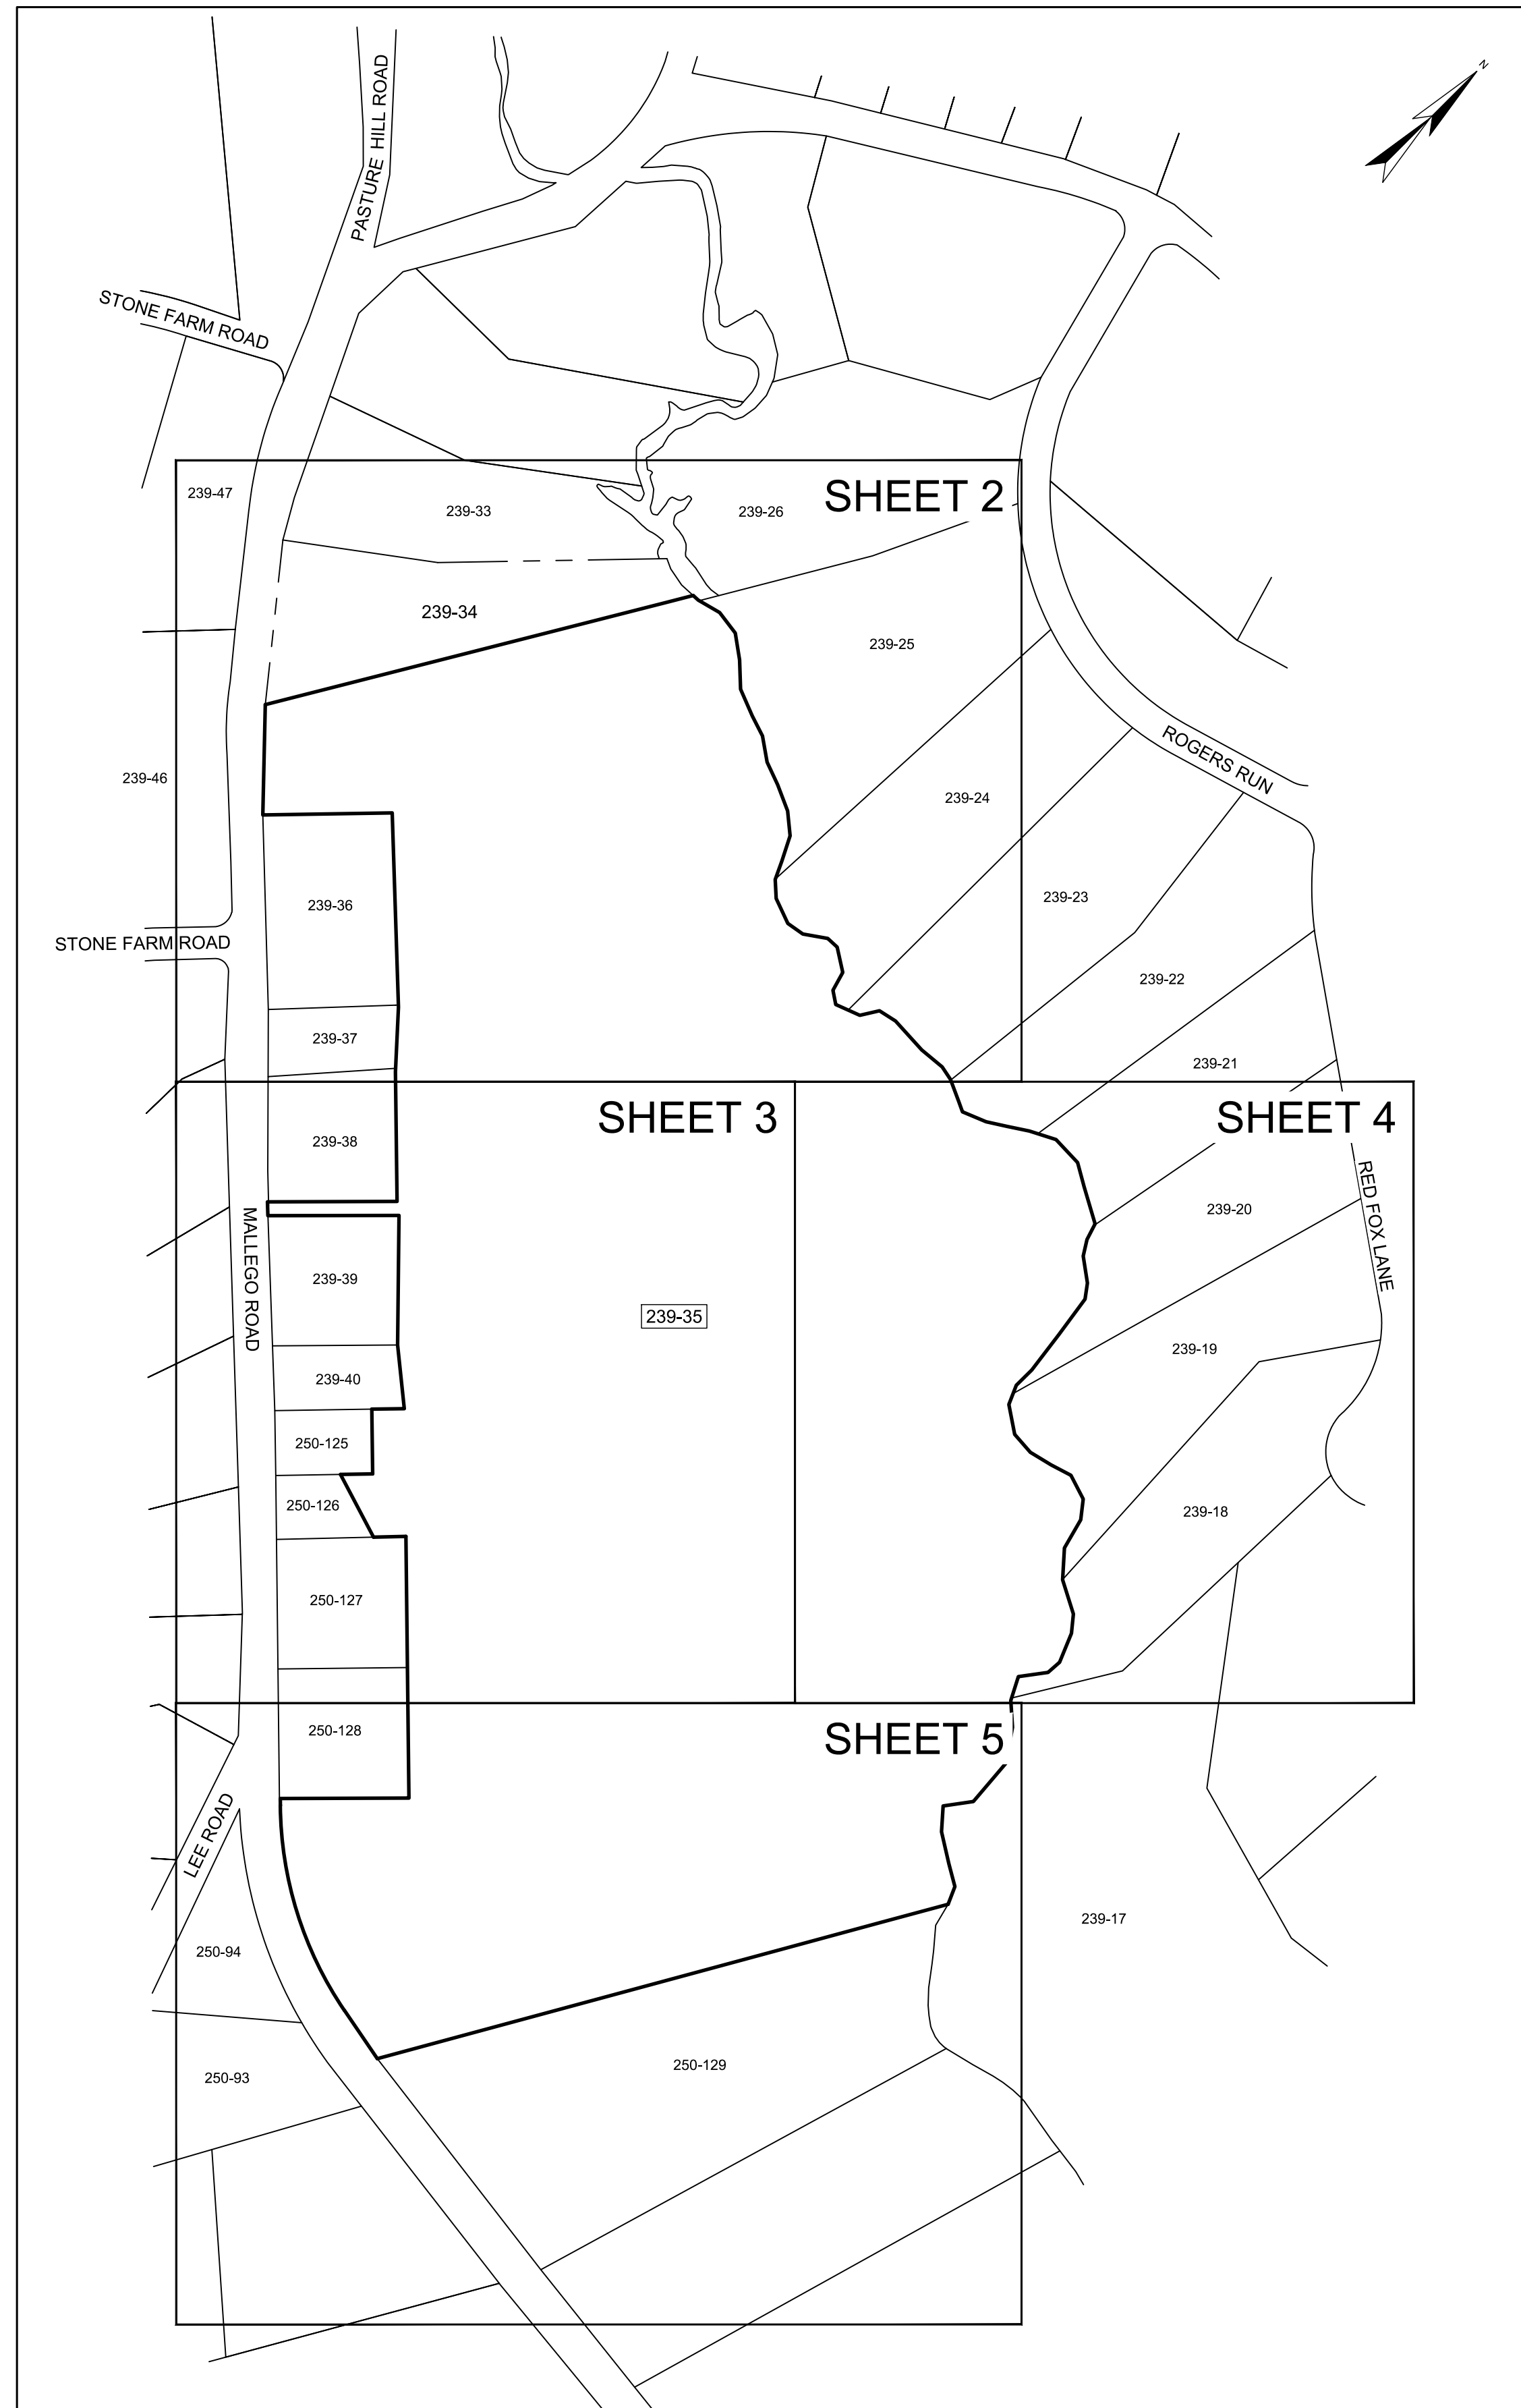 N
PASTURE HILL ROAD
STONE FARM ROAD
239-47
239-33
239-26
SHEET 2
239-34
239-25
ROGERS RUN
239-46
239-24
239-36
239-23
STONE FARM ROAD
239-22
239-37
239-21
SHEET 3
SHEET 4
239-38
RED FOX LANE
239-20
MALLEGO ROAD
239-39
239-35
239-19
239-40
250-125
250-126
239-18
250-127
250-128
SHEET 5
LEE ROAD
239-17
250-94
250-129
250-93